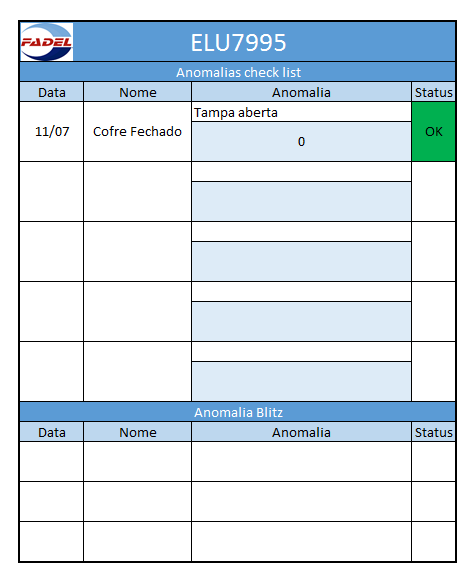 FADEL
ELU7995
Anomalias check list
Data Nome Anomalia Status
Tampa aberta
11/07 Cofre Fechado 0 OK
Anomalia Blitz
Data Nome Anomalia Status